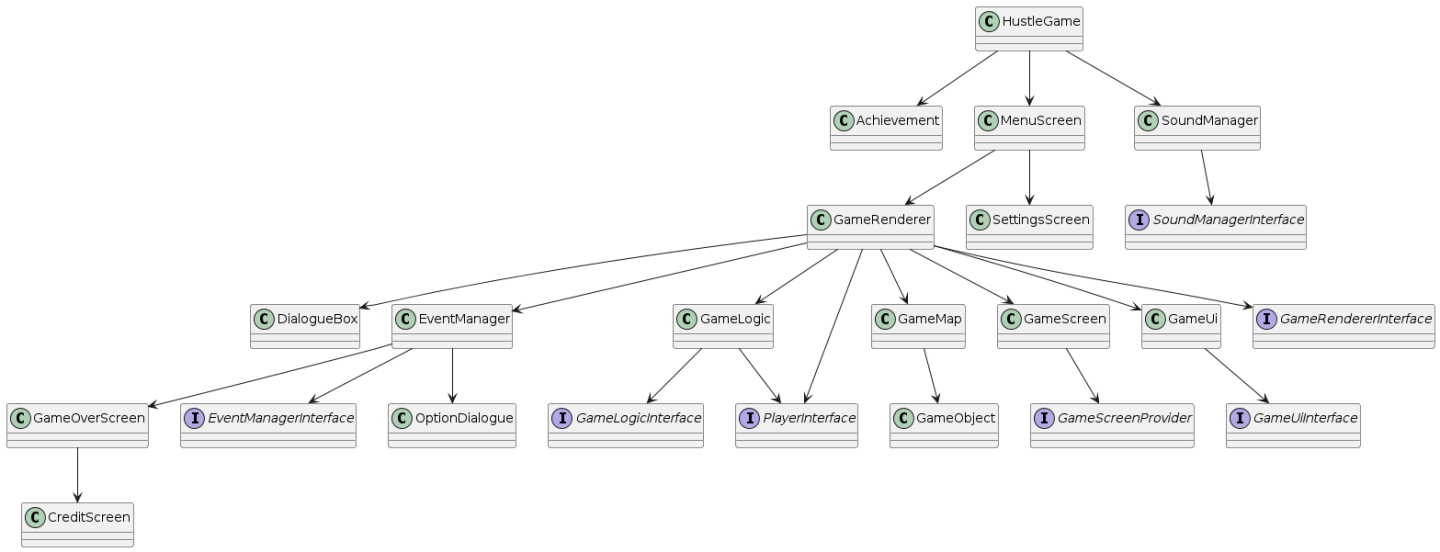 C HustleGame
C Achievement
C MenuScreen
C SoundManager
C GameRenderer
C SettingsScreen
I SoundManagerInterface
C DialogueBox
C EventManager
C GameLogic
C GameMap
C GameScreen
C GameUi
I GameRendererInterface
C GameOverScreen
I EventManagerInterface
C OptionDialogue
I GameLogicInterface
I PlayerInterface
C GameObject
I GameScreenProvider
I GameUiInterface
C CreditScreen